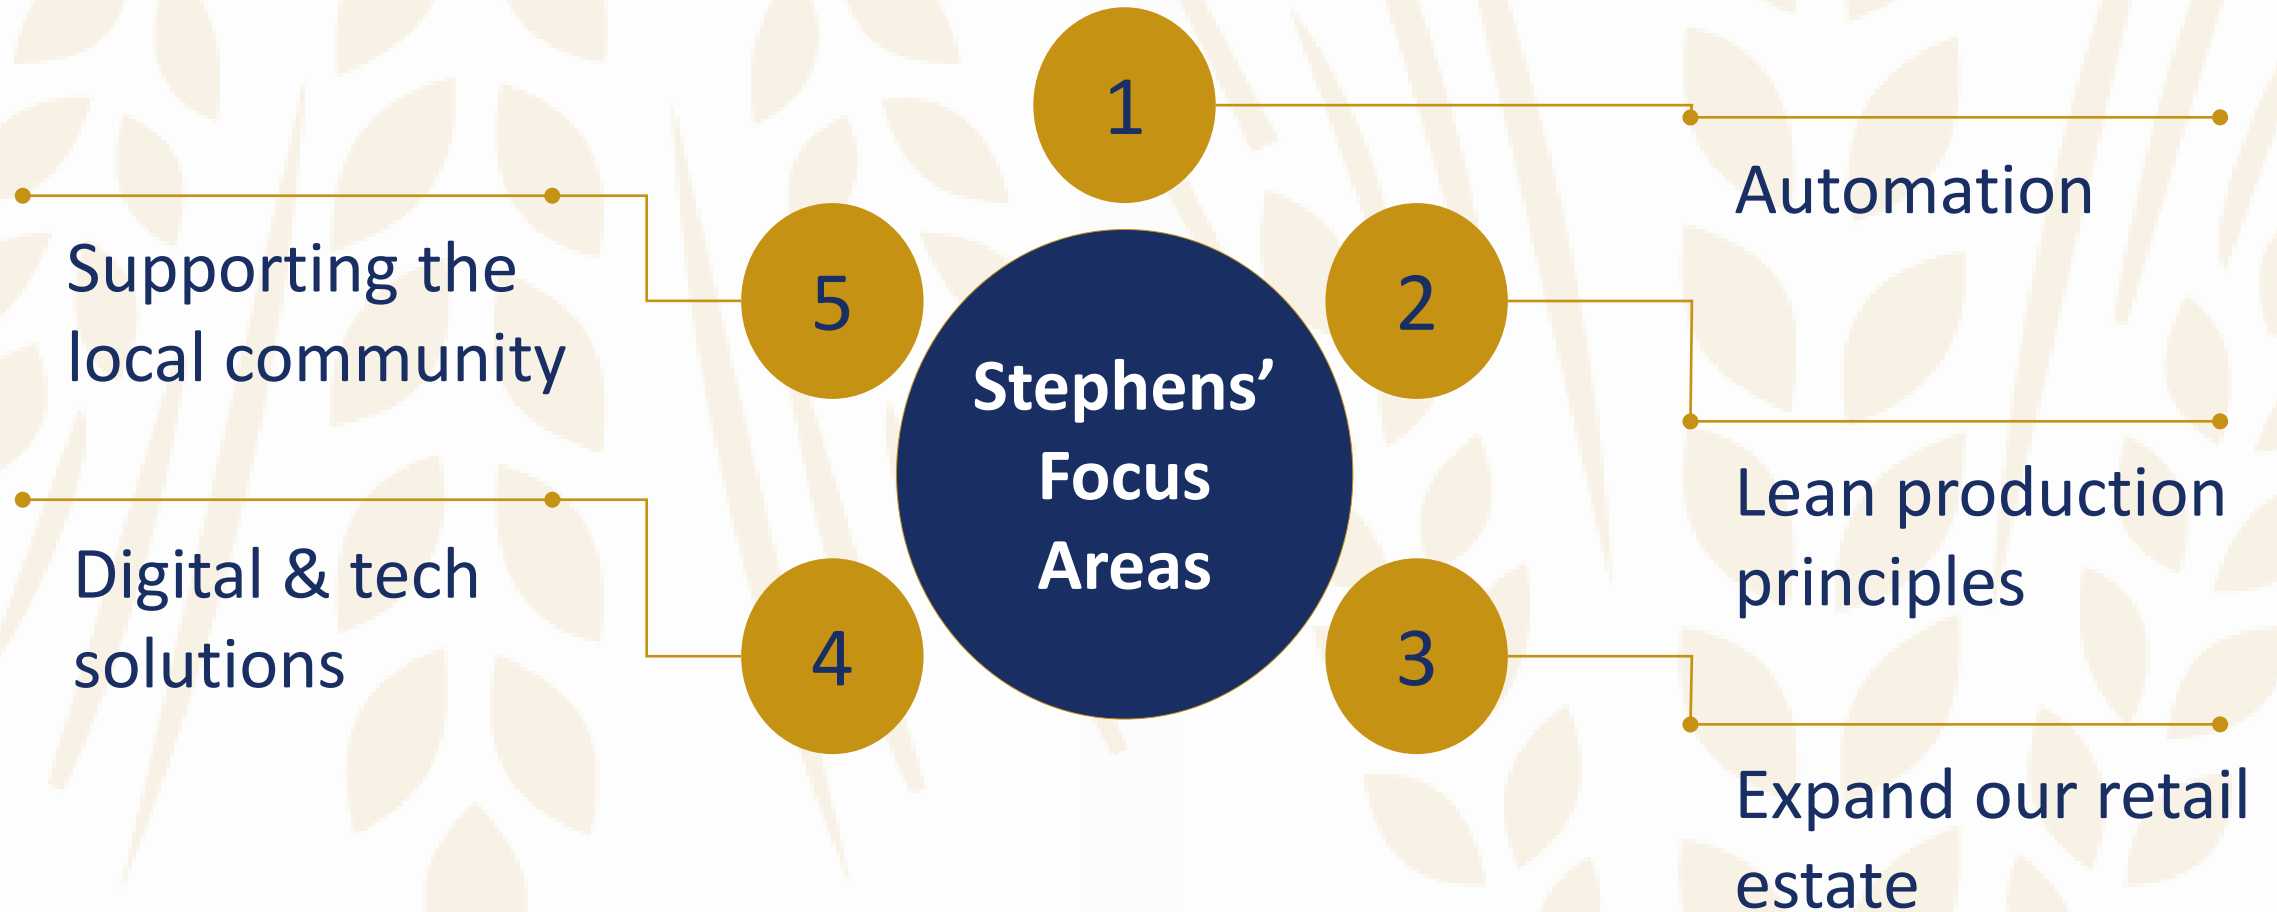 Stephens’
Focus
Areas
1
Automation
2
Lean production
principles
3
Expand our retail
estate
4
Digital & tech
solutions
5
Supporting the
local community